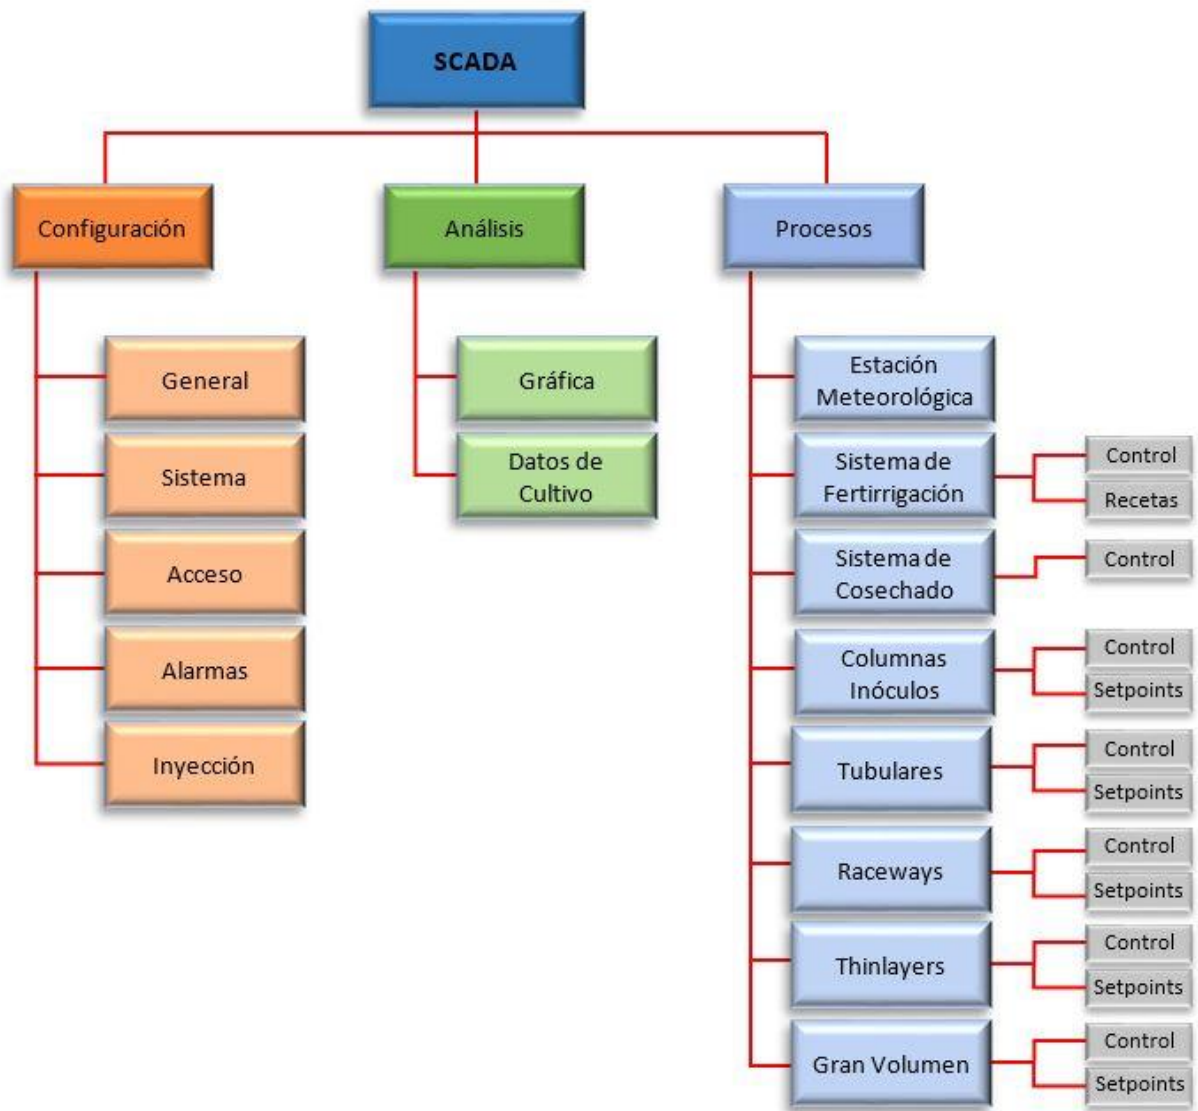 SCADA
Configuración
Análisis
Procesos
General
Sistema
Acceso
Alarmas
Inyección
Gráfica
Datos de
Cultivo
Estación
Meteorológica
Sistema de
Fertirrigación
Control
Recetas
Sistema de
Cosechado
Control
Columnas
Inóculos
Control
Setpoints
Tubulares
Control
Setpoints
Raceways
Control
Setpoints
Thinlayers
Control
Setpoints
Gran Volumen
Control
Setpoints